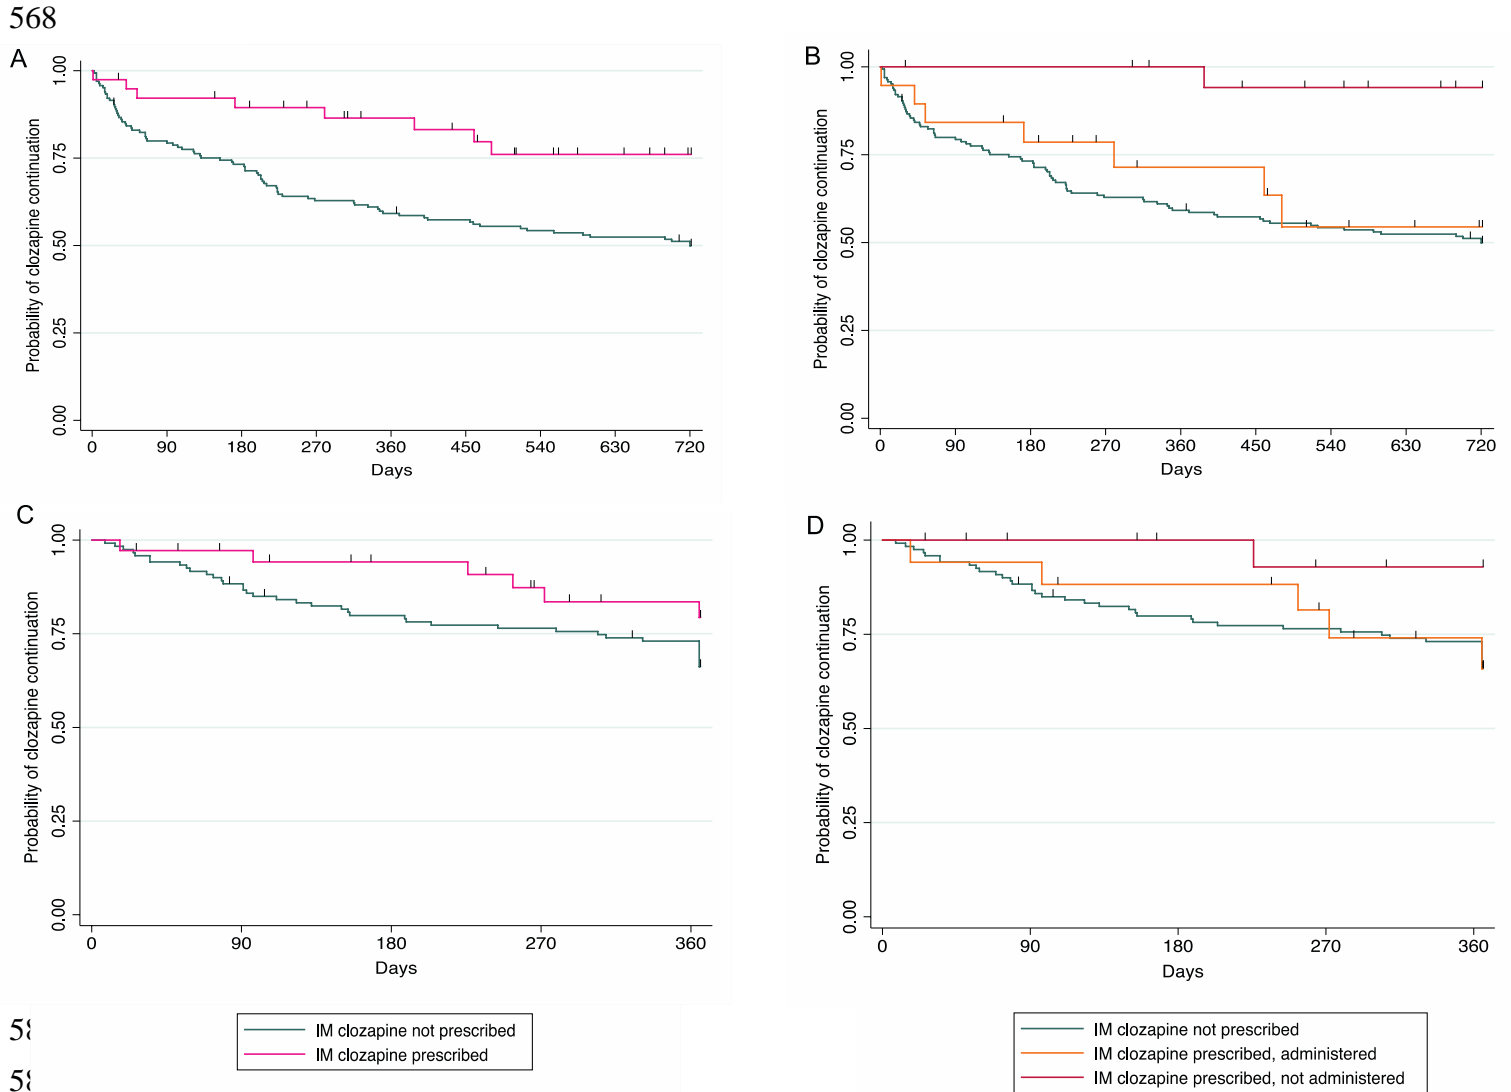 568
A
Probability of clozapine continuation
1.00
0.75
0.50
0.25
0.00
0 90 180 270 360 450 540 630 720
Days
B
Probability of clozapine continuation
1.00
0.75
0.50
0.25
0.00
0 90 180 270 360 450 540 630 720
Days
C
Probability of clozapine continuation
1.00
0.75
0.50
0.25
0.00
0 90 180 270 360
Days
D
Probability of clozapine continuation
1.00
0.75
0.50
0.25
0.00
0 90 180 270 360
Days
IM clozapine not prescribed
IM clozapine prescribed
IM clozapine not prescribed
IM clozapine prescribed, administered
IM clozapine prescribed, not administered